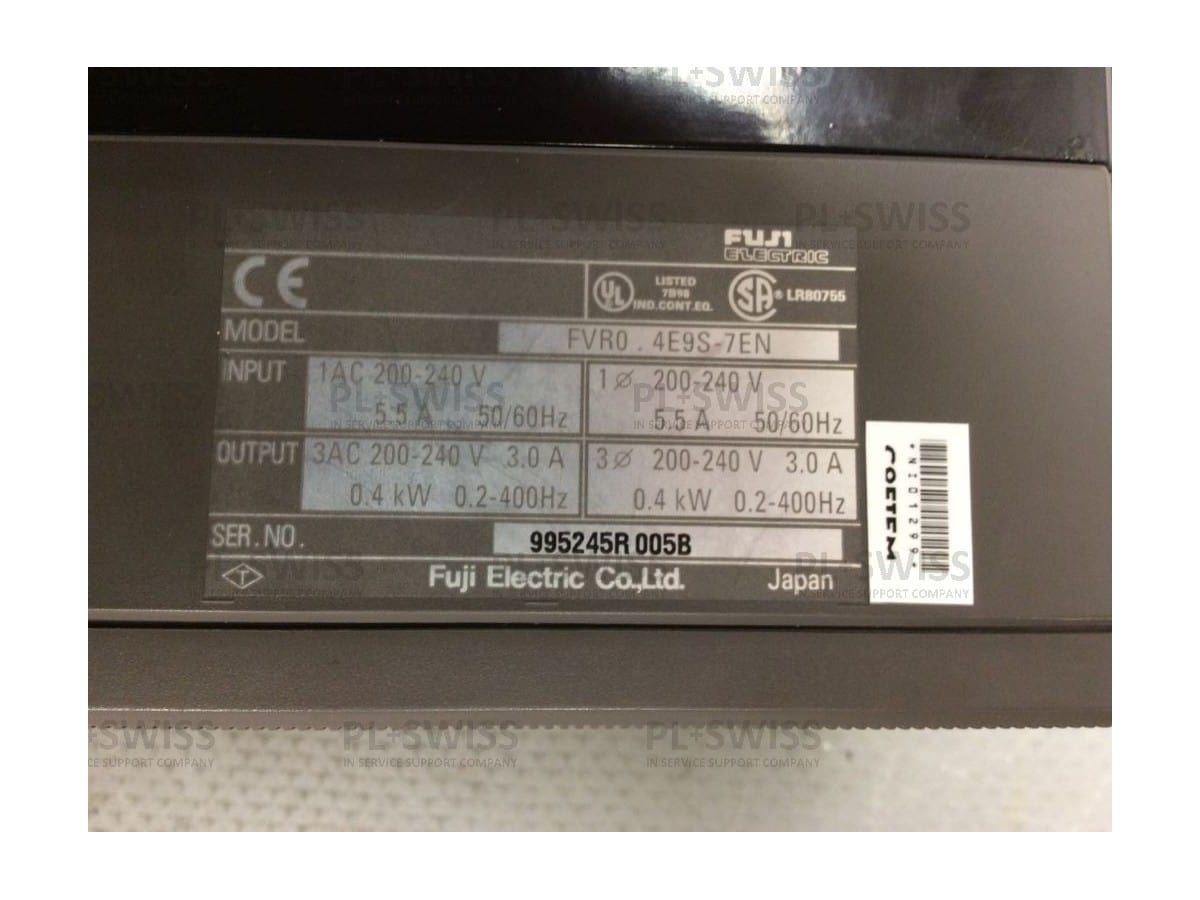 FUJI
ELECTRIC
CE
UL LISTED
7B98
IND.CONT.EQ.
SA ® LR80755
MODEL FVR0.4E9S-7EN
INPUT 1AC 200-240 V 1ø 200-240 V
5.5 A 50/60Hz 5.5 A 50/60Hz
OUTPUT 3AC 200-240 V 3.0 A 3ø 200-240 V 3.0 A
0.4 kW 0.2-400Hz 0.4 kW 0.2-400Hz
SER.NO. 995245R005B
T Fuji Electric Co.,Ltd. Japan
PL+SWISS
IN SERVICE SUPPORT COMPANY